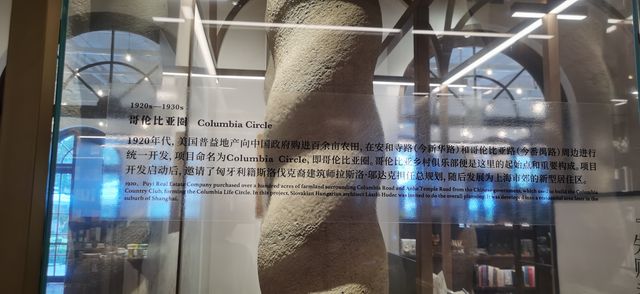 1920s—1930s
哥伦比亚圈 Columbia Circle
1920年代, 美国普益地产向中国政府购进百余亩农田, 在安和寺路(今新华路)和哥伦比亚路(今番禺路)周边进行
统一开发, 项目命名为Columbia Circle, 即哥伦比亚圈, 哥伦比亚乡村俱乐部便是这里的起始点和重要构成。项目
开发启动后, 邀请了匈牙利籍斯洛伐克裔建筑师拉斯洛·邬达克担任总规划, 随后发展为上海市郊的新型居住区。
1920, Puyi Real Estate Company purchased over a hundred acres of farmland surrounding Columbia Road and Anhe Temple Road from the Chinese government, which used to build the Columbia
Country Club, forming the Columbia Life Circle. In this project, Slovakian Hungarian architect László Hudec was invited to do the overall planning. It was develop d into a residential area later in the
suburb of Shanghai.